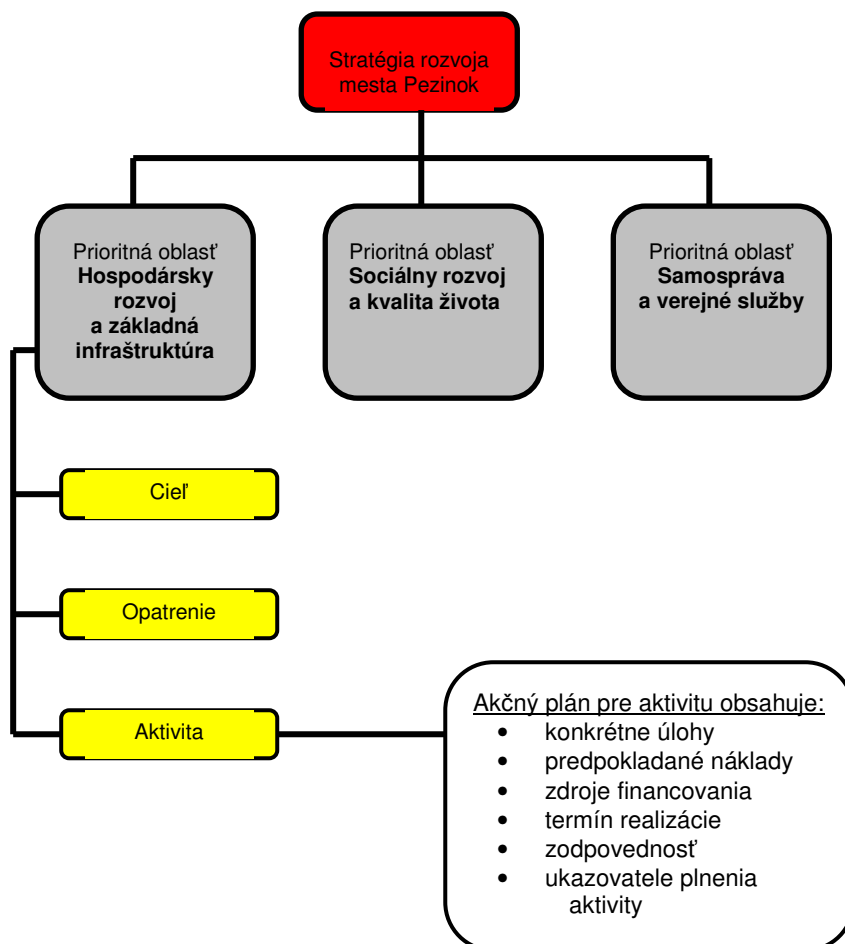 Stratégia rozvoja
mesta Pezinok
Prioritná oblasť
Hospodársky
rozvoj
a základná
infraštruktúra
Prioritná oblasť
Sociálny rozvoj
a kvalita života
Prioritná oblasť
Samospráva
a verejné služby
Cieľ
Opatrenie
Aktivita
Akčný plán pre aktivitu obsahuje:
• konkrétne úlohy
• predpokladané náklady
• zdroje financovania
• termín realizácie
• zodpovednosť
• ukazovatele plnenia
aktivity